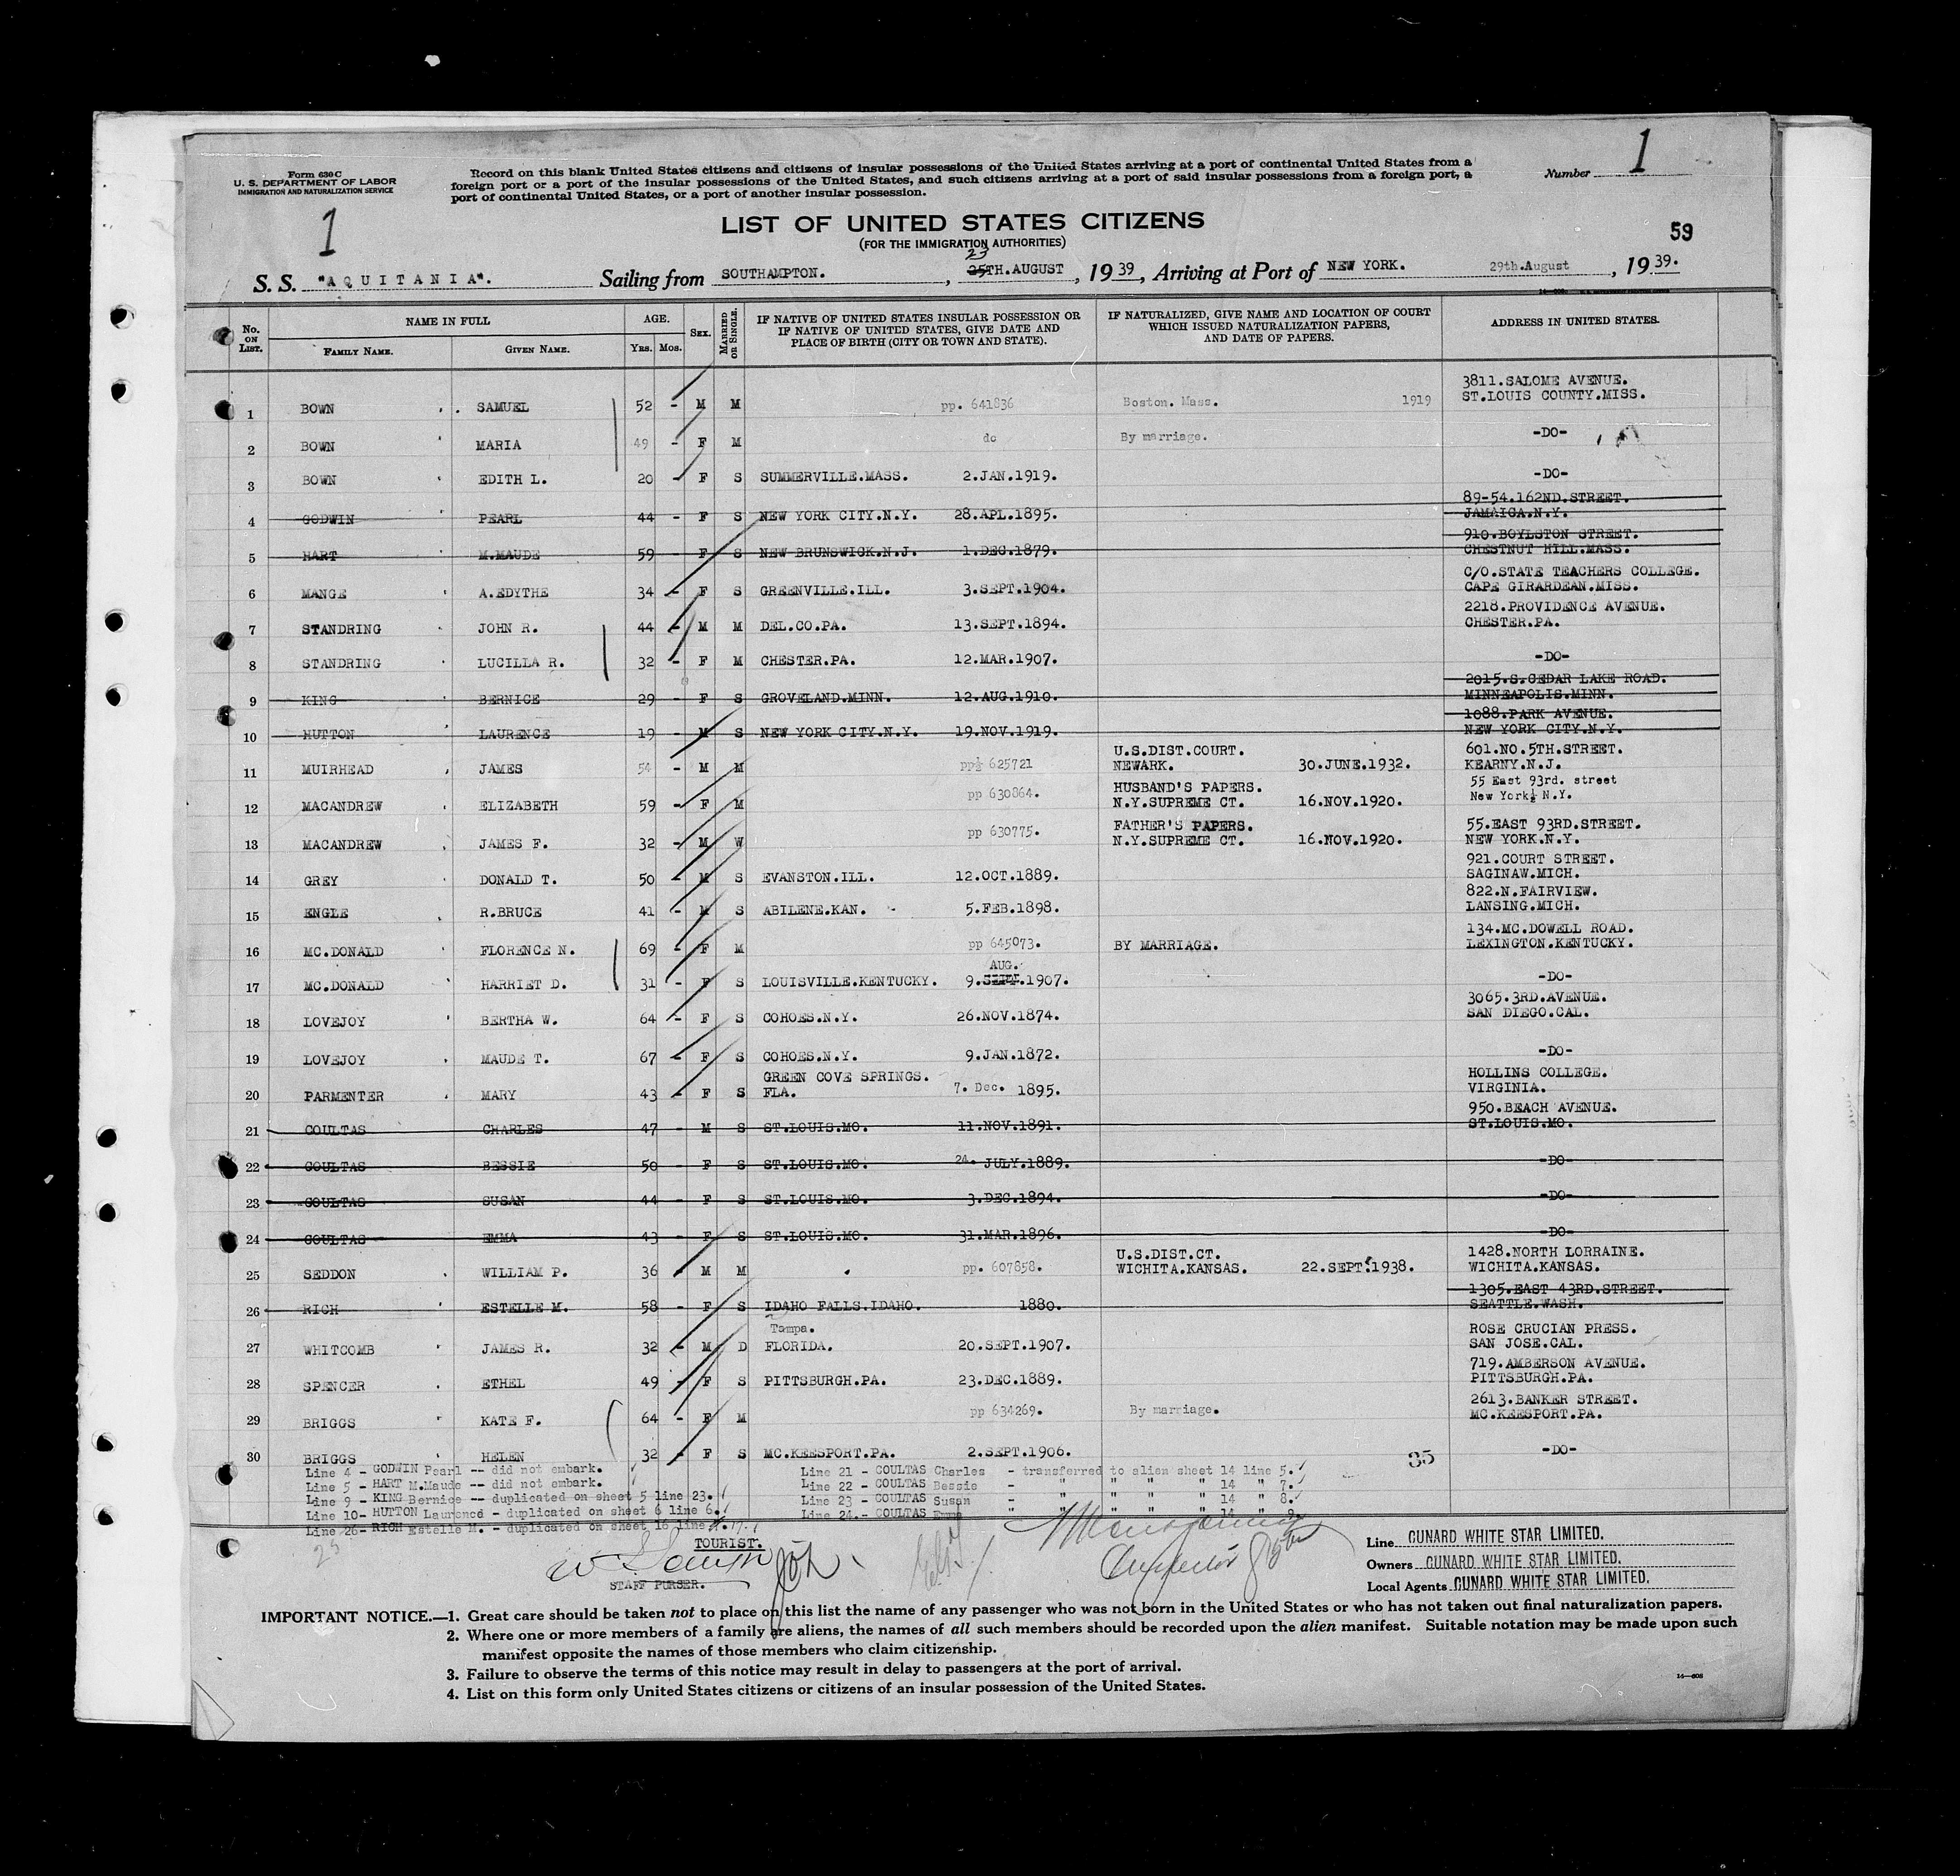 Form 630 C
U. S. DEPARTMENT OF LABOR
IMMIGRATION AND NATURALIZATION SERVICE
Record on this blank United States citizens and citizens of insular possessions of the United States arriving at a port of continental United States from a
foreign port or a port of the insular possessions of the United States, and such citizens arriving at a port of said insular possessions from a foreign port, a
port of continental United States, or a port of another insular possession.
Number 1
1
LIST OF UNITED STATES CITIZENS
(FOR THE IMMIGRATION AUTHORITIES)
59
23
S. S. "AQUITANIA". Sailing from SOUTHAMPTON. , 25TH.AUGUST , 19 39 , Arriving at Port of NEW YORK. 29th.August , 19 39.
No. ON LIST. NAME IN FULL FAMILY NAME. GIVEN NAME. AGE. YRS. MOS. SEX. MARRIED OR SINGLE. IF NATIVE OF UNITED STATES INSULAR POSSESSION OR IF NATIVE OF UNITED STATES, GIVE DATE AND PLACE OF BIRTH (CITY OR TOWN AND STATE). IF NATURALIZED, GIVE NAME AND LOCATION OF COURT WHICH ISSUED NATURALIZATION PAPERS, AND DATE OF PAPERS. ADDRESS IN UNITED STATES.
1 BOWN SAMUEL 52 - M M pp. 641836 Boston. Mass. 1919 3811.SALOME AVENUE. ST.LOUIS COUNTY.MISS.
2 BOWN MARIA 49 - F M do By marriage. -DO-
3 BOWN EDITH L. 20 - F S SUMMERVILLE.MASS. 2.JAN.1919. -DO-
4 GODWIN PEARL 44 - F S NEW YORK CITY.N.Y. 28.APL.1895. 89-54.162ND.STREET. JAMAICA.N.Y.
5 HART M.MAUDE 59 - F S NEW BRUNSWICK.N.J. 1.DEC.1879. 910.BOYLSTON STREET. CHESTNUT HILL.MASS.
6 MANGE A.EDYTHE 34 - F S GREENVILLE.ILL. 3.SEPT.1904. C/O.STATE TEACHERS COLLEGE. CAPE GIRARDEAN.MISS.
7 STANDRING JOHN R. 44 - M M DEL.CO.PA. 13.SEPT.1894. 2218.PROVIDENCE AVENUE. CHESTER.PA.
8 STANDRING LUCILLA R. 32 - F M CHESTER.PA. 12.MAR.1907. -DO-
9 KING BERNICE 29 - F S GROVELAND.MINN. 12.AUG.1910. 2015.S.CEDAR LAKE ROAD. MINNEAPOLIS.MINN.
10 HUTTON LAURENCE 19 - M S NEW YORK CITY.N.Y. 19.NOV.1919. 1088.PARK AVENUE. NEW YORK CITY.N.Y.
11 MUIRHEAD JAMES 54 - M M pp 625721 U.S.DIST.COURT. NEWARK. 30.JUNE.1932. 601.NO.5TH.STREET. KEARNY.N.J.
12 MACANDREW ELIZABETH 59 - F M pp 630864. HUSBAND'S PAPERS. N.Y.SUPREME CT. 16.NOV.1920. 55 East 93rd. street New York N.Y.
13 MACANDREW JAMES F. 32 - M W pp 630775. FATHER'S PAPERS. N.Y.SUPREME CT. 16.NOV.1920. 55.EAST 93RD.STREET. NEW YORK.N.Y.
14 GREY DONALD T. 50 - M S EVANSTON.ILL. 12.OCT.1889. 921.COURT STREET. SAGINAW.MICH.
15 ENGLE R.BRUCE 41 - M S ABILENE.KAN. - 5.FEB.1898. 822.N.FAIRVIEW. LANSING.MICH.
16 MC.DONALD FLORENCE N. 69 - F M pp 645073. BY MARRIAGE. 134.MC.DOWELL ROAD. LEXINGTON.KENTUCKY.
17 MC.DONALD HARRIET D. 31 - F S LOUISVILLE.KENTUCKY. 9.SEPT.1907. AUG. -DO-
18 LOVEJOY BERTHA W. 64 - F S COHOES.N.Y. 26.NOV.1874. 3065.3RD.AVENUE. SAN DIEGO.CAL.
19 LOVEJOY MAUDE T. 67 - F S COHOES.N.Y. 9.JAN.1872. -DO-
20 PARMENTER MARY 43 - F S GREEN COVE SPRINGS. FLA. 7. Dec. 1895. HOLLINS COLLEGE. VIRGINIA.
21 COULTAS CHARLES 47 - M S ST.LOUIS.MO. 11.NOV.1891. 950.BEACH AVENUE. ST.LOUIS.MO.
22 COULTAS BESSIE 50 - F S ST.LOUIS.MO. 24. JULY.1889. -DO-
23 COULTAS SUSAN 44 - F S ST.LOUIS.MO. 3.DEC.1894. -DO-
24 COULTAS EMMA 43 - F S ST.LOUIS.MO. 31.MAR.1896. -DO-
25 SEDDON WILLIAM P. 36 - M M pp. 607858. U.S.DIST.CT. WICHITA.KANSAS. 22.SEPT.1938. 1428.NORTH LORRAINE. WICHITA.KANSAS.
26 RICH ESTELLE M. 58 - F S IDAHO FALLS.IDAHO. 1880. 1305.EAST 43RD.STREET. SEATTLE.WASH.
27 WHITCOMB JAMES R. 32 - M D Tampa. FLORIDA. 20.SEPT.1907. ROSE CRUCIAN PRESS. SAN JOSE.CAL.
28 SPENCER ETHEL 49 - F S PITTSBURGH.PA. 23.DEC.1889. 719.AMBERSON AVENUE. PITTSBURGH.PA.
29 BRIGGS KATE F. 64 - F M pp 634269. By marriage. 2613.BANKER STREET. MC.KEESPORT.PA.
30 BRIGGS HELEN 32 - F S MC.KEESPORT.PA. 2.SEPT.1906. -DO-
35
Line 4 - GODWIN Pearl -- did not embark.
Line 5 - HART M.Maude -- did not embark.
Line 9 - KING Bernice -- duplicated on sheet 5 line 23.
Line 10- HUTTON Laurence - duplicated on sheet 6 line 6.
Line 26- RICH Estelle M. - duplicated on sheet 16 line 17.
Line 21 - COULTAS Charles - transferred to alien sheet 14 line 5.
Line 22 - COULTAS Bessie - " " " " 14 " 7.
Line 23 - COULTAS Susan - " " " " 14 " 8.
Line 24. - COULTAS Emma " " " " 14 " 9.
25
TOURIST.
STAFF PURSER.
Line CUNARD WHITE STAR LIMITED.
Owners CUNARD WHITE STAR LIMITED.
Local Agents CUNARD WHITE STAR LIMITED.
IMPORTANT NOTICE.—1. Great care should be taken not to place on this list the name of any passenger who was not born in the United States or who has not taken out final naturalization papers.
2. Where one or more members of a family are aliens, the names of all such members should be recorded upon the alien manifest. Suitable notation may be made upon such
manifest opposite the names of those members who claim citizenship.
3. Failure to observe the terms of this notice may result in delay to passengers at the port of arrival.
4. List on this form only United States citizens or citizens of an insular possession of the United States.
14—608